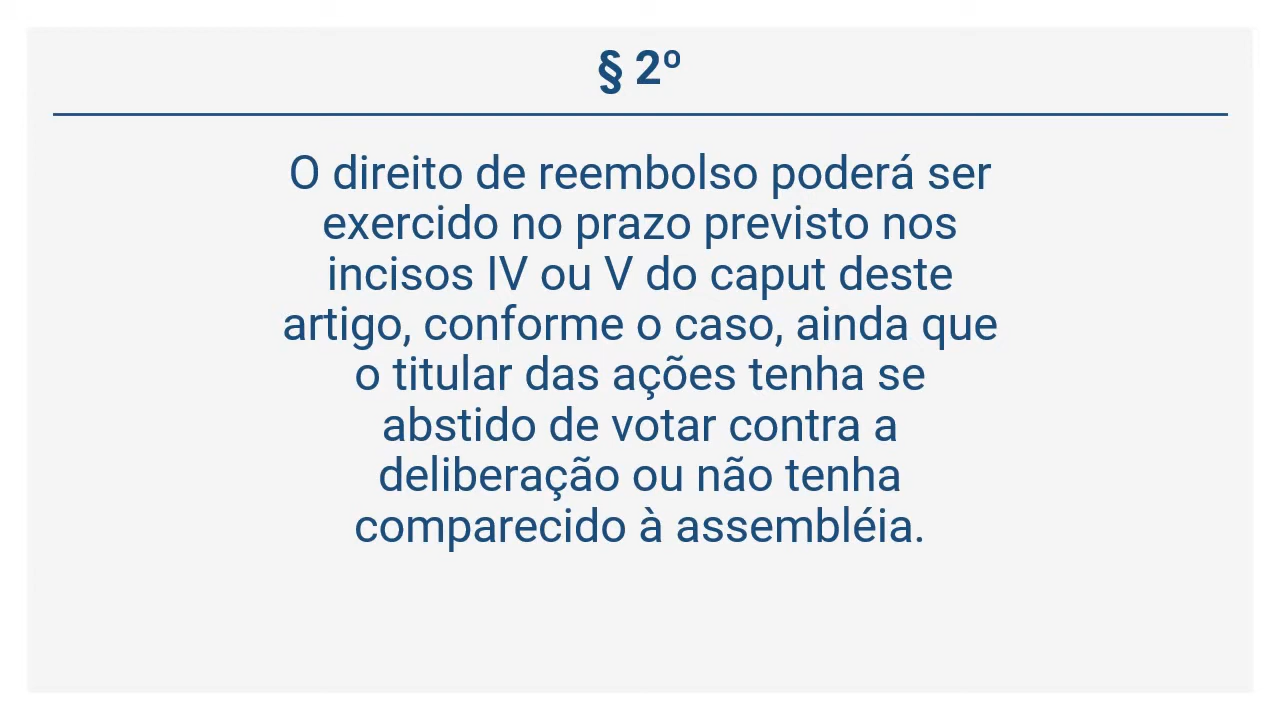 § 2º
O direito de reembolso poderá ser
exercido no prazo previsto nos
incisos IV ou V do caput deste
artigo, conforme o caso, ainda que
o titular das ações tenha se
abstido de votar contra a
deliberação ou não tenha
comparecido à assembléia.